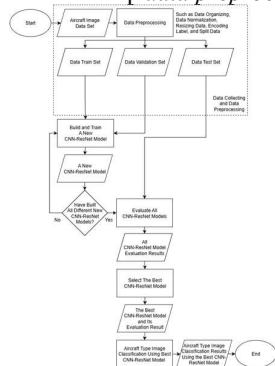 Start
Aircraft Image
Data Set
Data Preprocessing
Such as Data Organizing,
Data Normalization,
Resizing Data, Encoding
Label, and Split Data
Data Train Set
Data Validation Set
Data Test Set
Data Collecting
and Data
Preprocessing
Build and Train
A New
CNN-ResNet Model
A New
CNN-ResNet Model
Have Built
All Different New
CNN-ResNet
Models?
No
Yes
Evaluate All
CNN-ResNet Models
All
CNN-ResNet Model
Evaluation Results
Select The Best
CNN-ResNet Model
The Best
CNN-ResNet Model
and Its
Evaluation Result
Aircraft Type Image
Classification Using Best
CNN-ResNet Model
Aircraft Type Image
Classification Results
Using the Best CNN-
ResNet Model
End